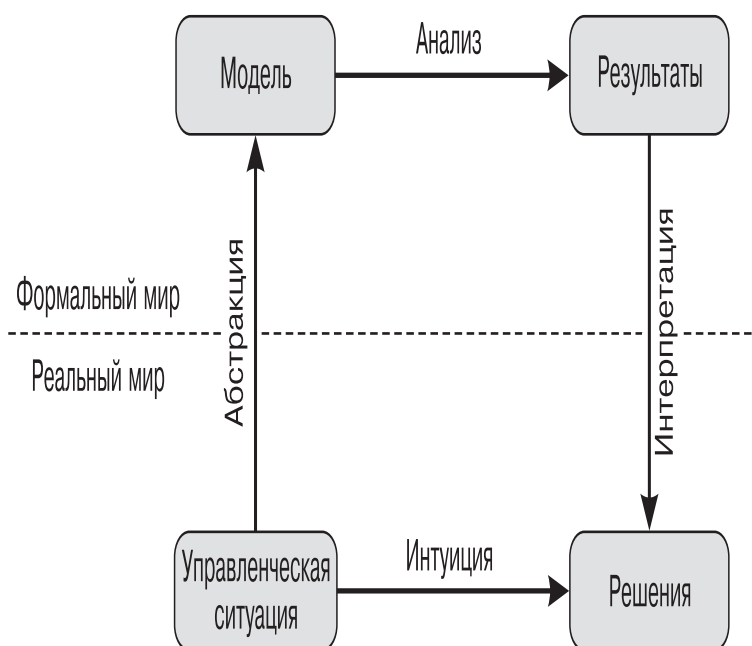 Модель
Анализ
Результаты
Абстракция
Интерпретация
Формальный мир
Реальный мир
Управленческая
ситуация
Интуиция
Решения